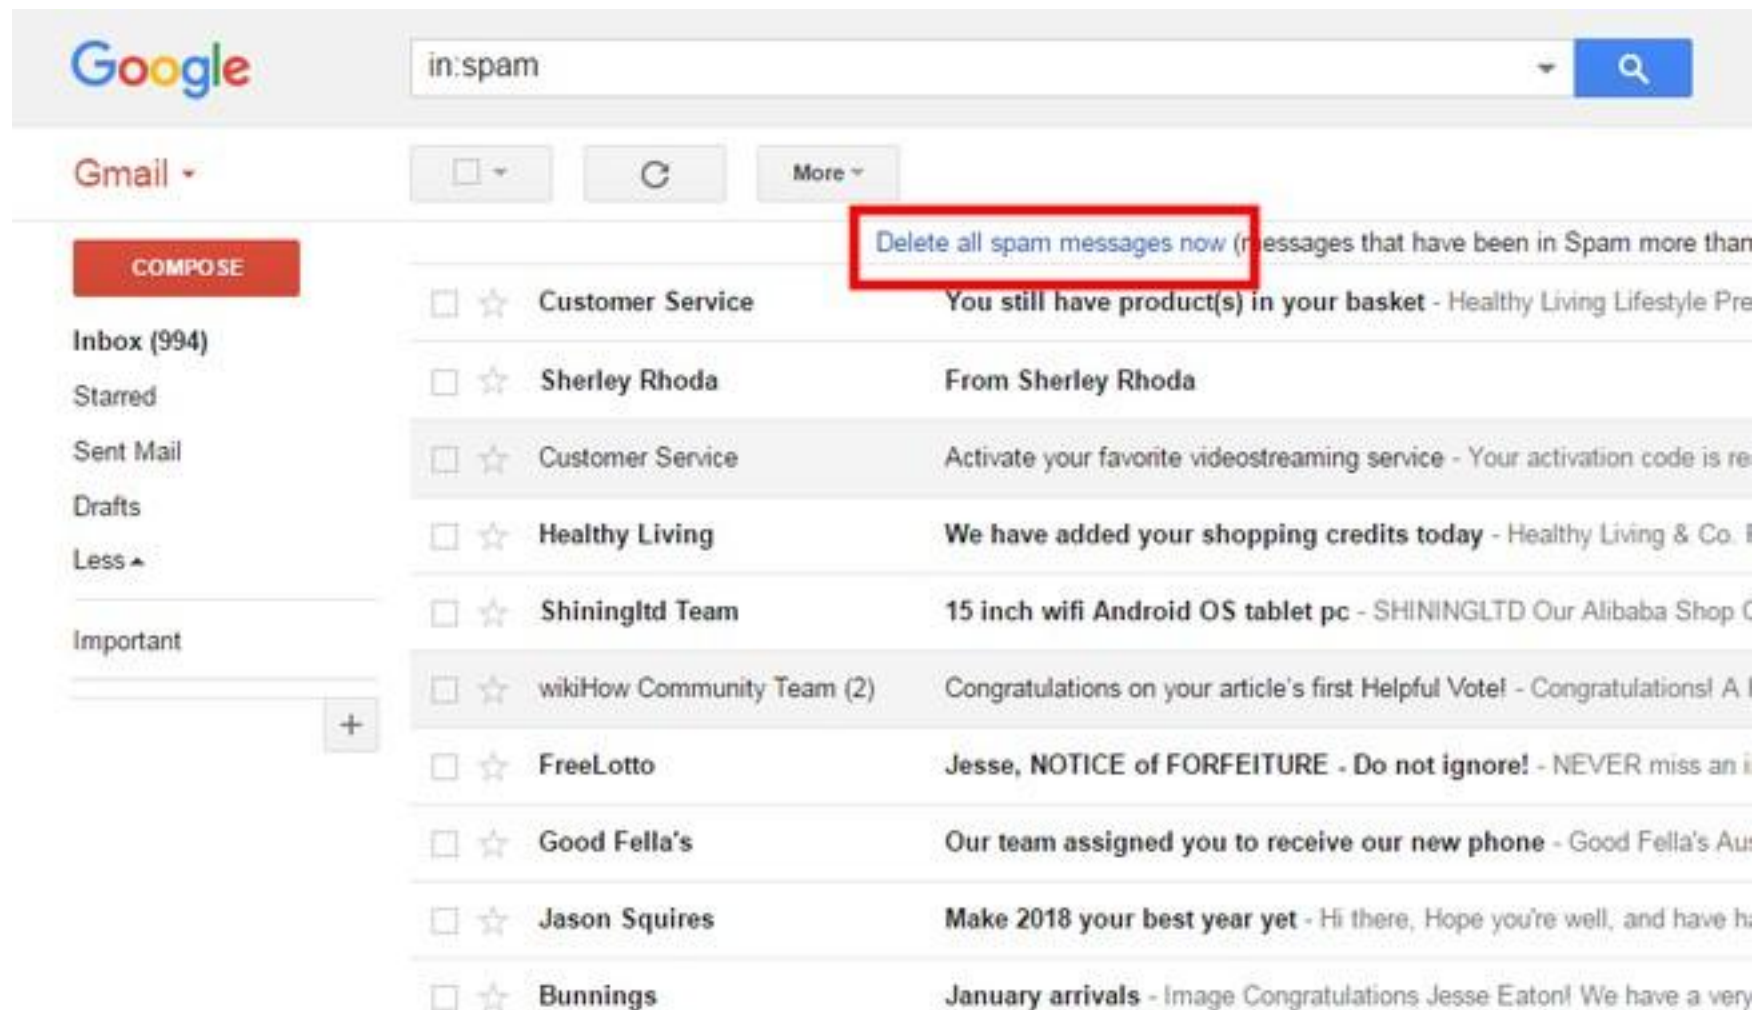 Google
in:spam
Gmail
More
Delete all spam messages now (messages that have been in Spam more than
COMPOSE
Inbox (994)
Starred
Sent Mail
Drafts
Less
Important
Customer Service You still have product(s) in your basket - Healthy Living Lifestyle Pre
Sherley Rhoda From Sherley Rhoda
Customer Service Activate your favorite videostreaming service - Your activation code is re
Healthy Living We have added your shopping credits today - Healthy Living & Co.
Shiningltd Team 15 inch wifi Android OS tablet pc - SHININGLTD Our Alibaba Shop
wikiHow Community Team (2) Congratulations on your article's first Helpful Vote! - Congratulations! A
FreeLotto Jesse, NOTICE of FORFEITURE - Do not ignore! - NEVER miss an
Good Fella's Our team assigned you to receive our new phone - Good Fella's Aus
Jason Squires Make 2018 your best year yet - Hi there, Hope you're well, and have ha
Bunnings January arrivals - Image Congratulations Jesse Eaton! We have a very